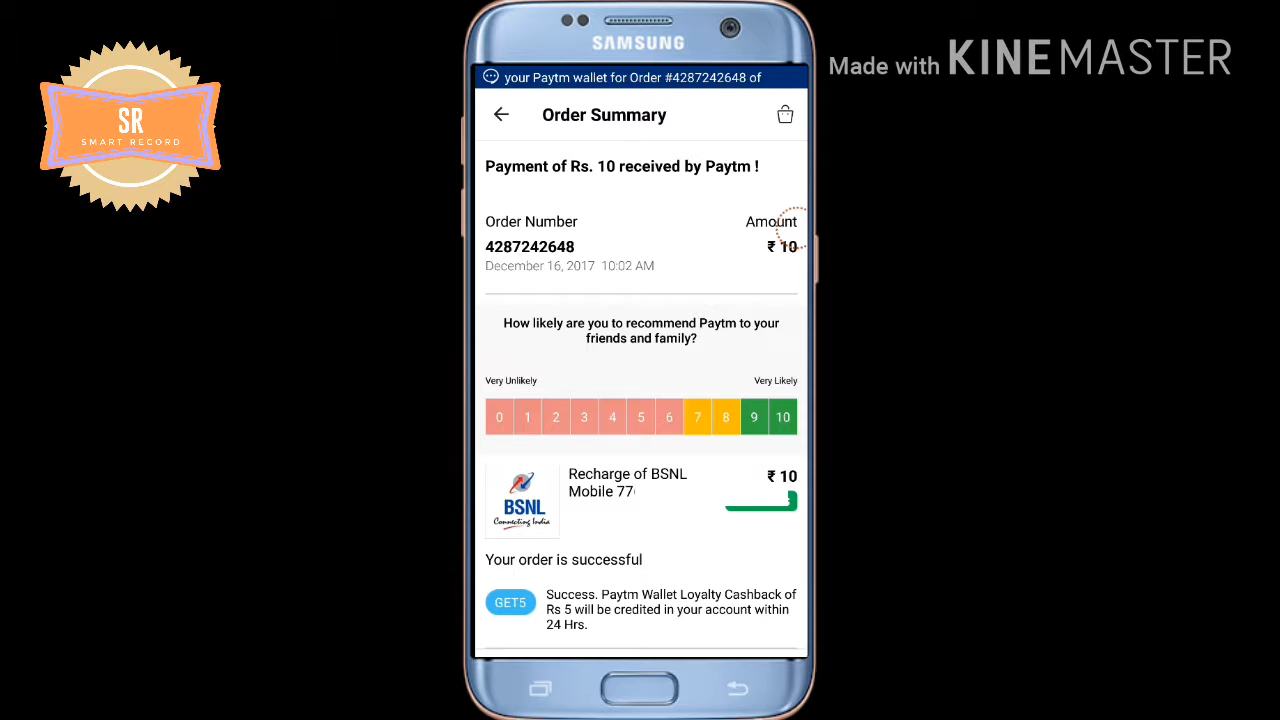 SR
SMART RECORD
Made with KINEMASTER
SAMSUNG
your Paytm wallet for Order #4287242648 of
Order Summary
Payment of Rs. 10 received by Paytm !
Order Number
Amount
4287242648
₹ 10
December 16, 2017 10:02 AM
How likely are you to recommend Paytm to your
friends and family?
Very Unlikely
Very Likely
0 1 2 3 4 5 6 7 8 9 10
Recharge of BSNL
₹ 10
Mobile 77
BSNL
Connecting India
Your order is successful
GET5
Success. Paytm Wallet Loyalty Cashback of
Rs 5 will be credited in your account within
24 Hrs.